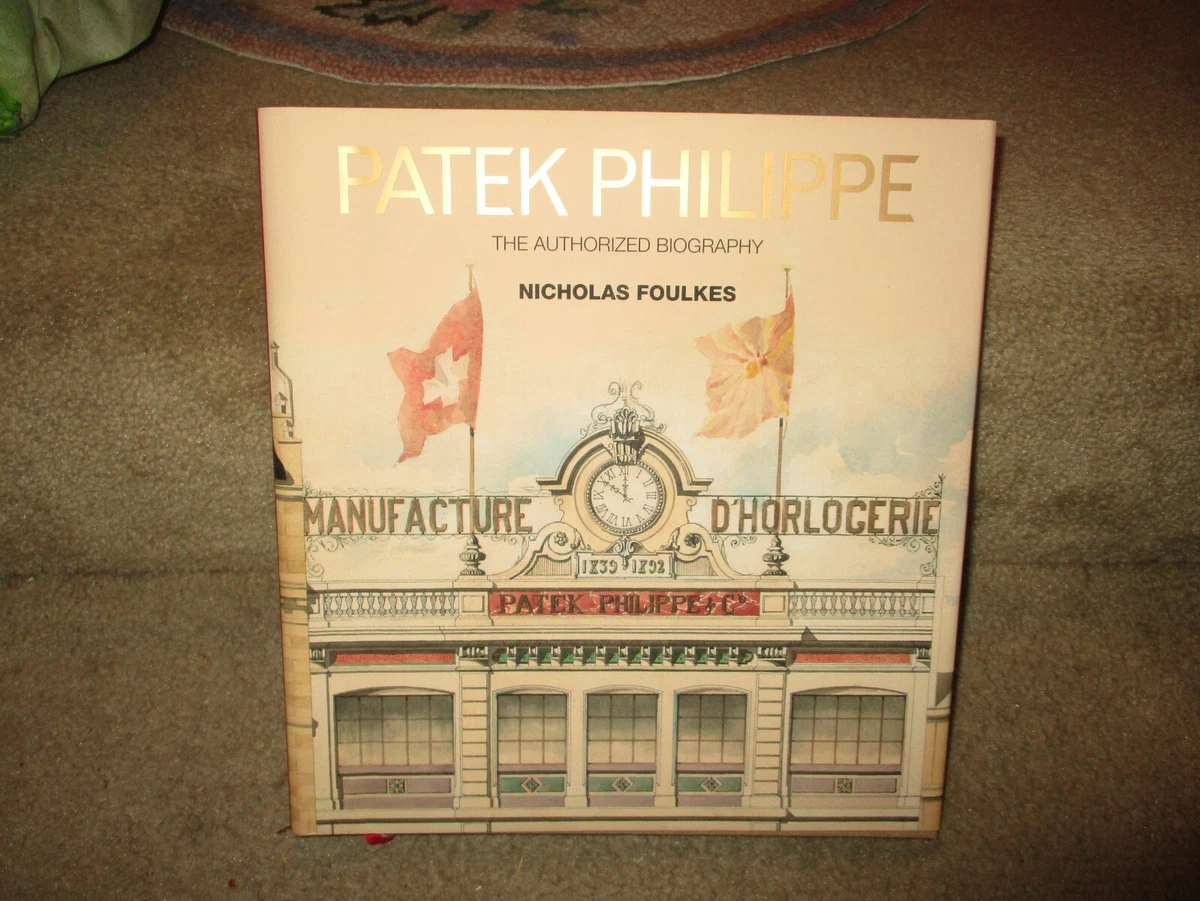 PATEK PHILIPPE
THE AUTHORIZED BIOGRAPHY
NICHOLAS FOULKES
MANUFACTURE D'HORLOGERIE
1839 1892
PATEK PHILIPPE & Cº